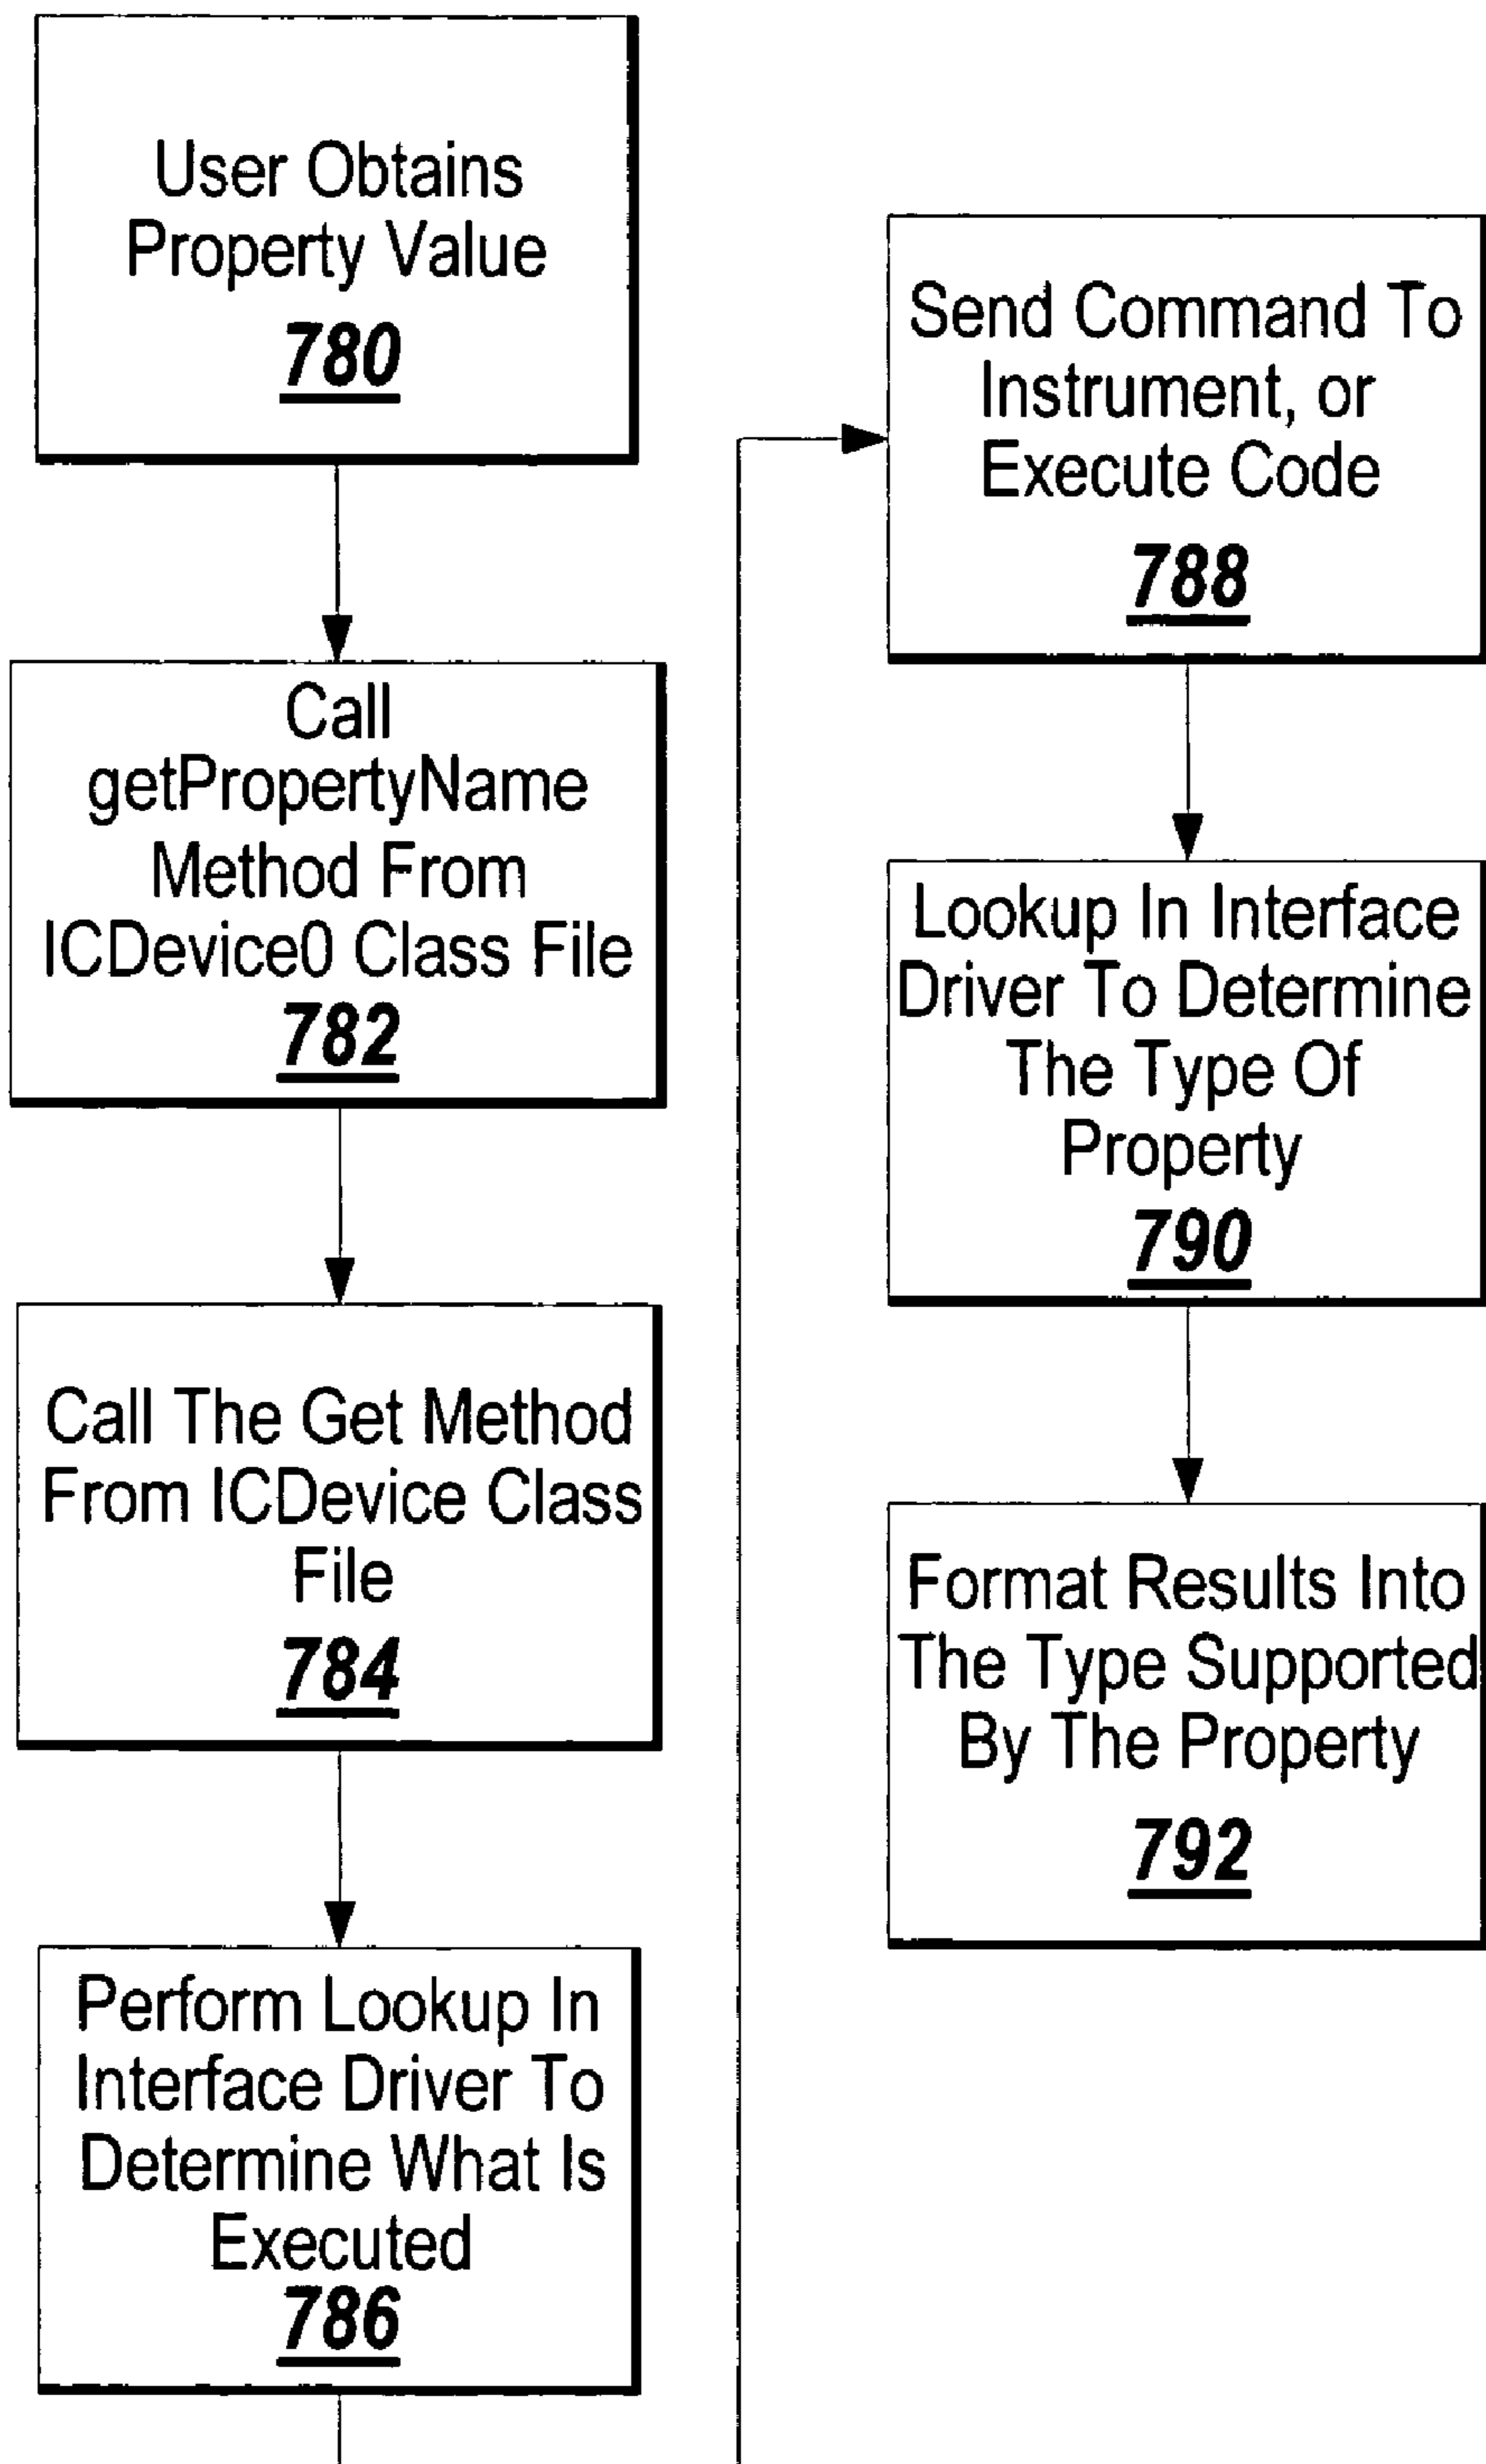 User Obtains
Property Value
780
Call
getPropertyName
Method From
ICDevice0 Class File
782
Call The Get Method
From ICDevice Class
File
784
Perform Lookup In
Interface Driver To
Determine What Is
Executed
786
Send Command To
Instrument, or
Execute Code
788
Lookup In Interface
Driver To Determine
The Type Of
Property
790
Format Results Into
The Type Supported
By The Property
792